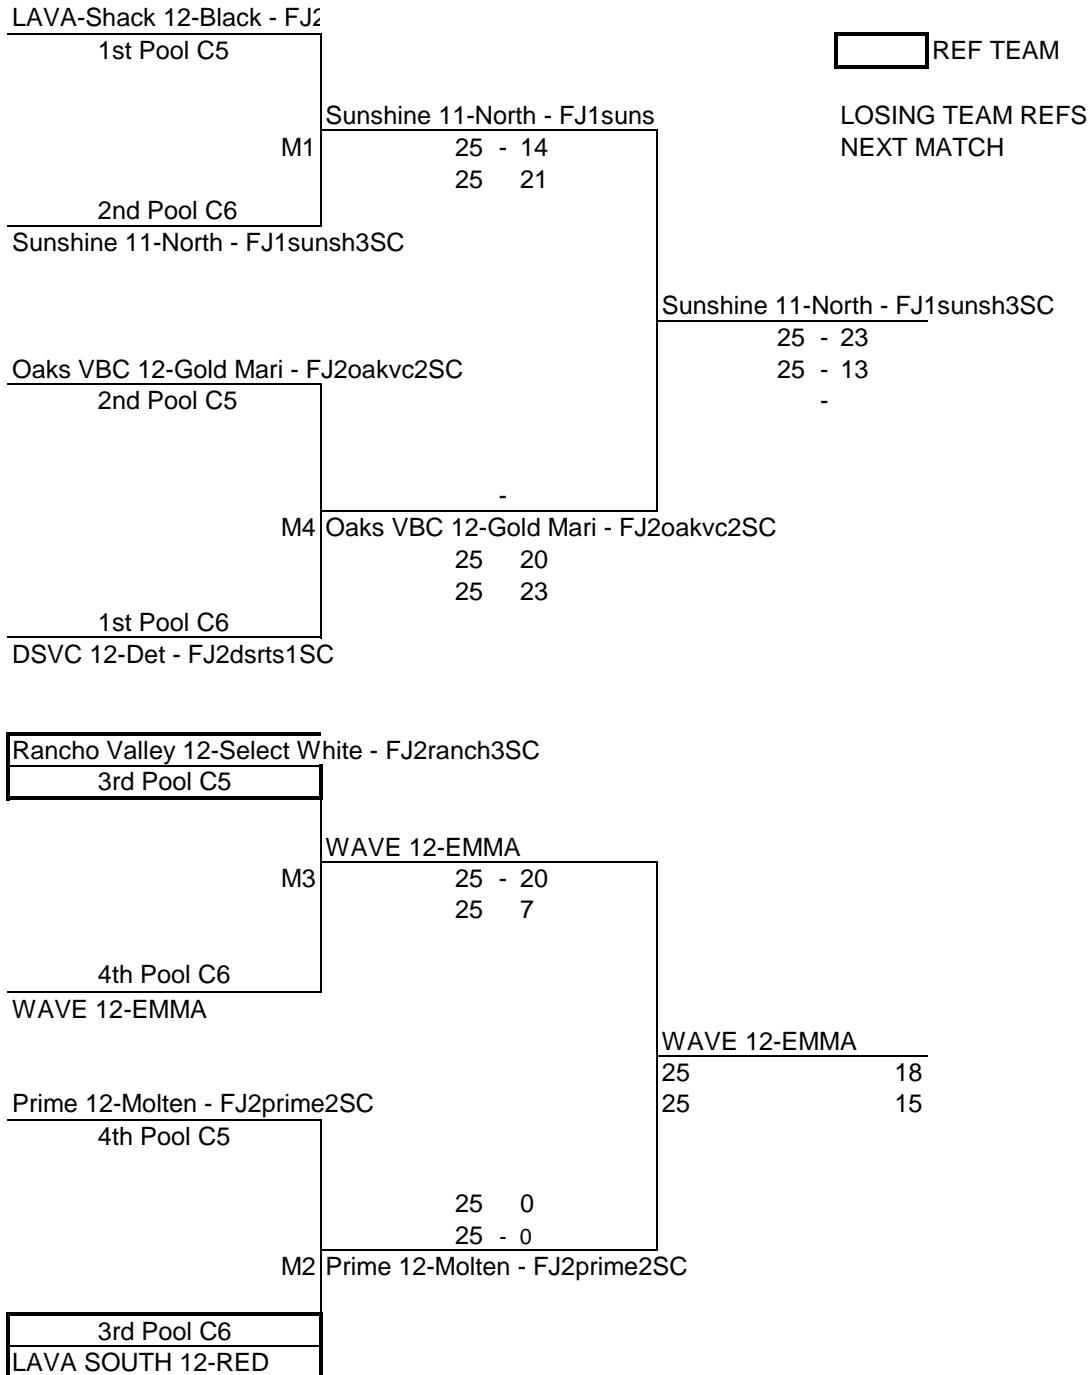 LAVA-Shack 12-Black - FJ2
1st Pool C5
REF TEAM
Sunshine 11-North - FJ1suns
LOSING TEAM REFS
M1
25 - 14
NEXT MATCH
25 21
2nd Pool C6
Sunshine 11-North - FJ1sunsh3SC
Sunshine 11-North - FJ1sunsh3SC
25 - 23
Oaks VBC 12-Gold Mari - FJ2oakvc2SC
25 - 13
2nd Pool C5
-
-
M4
Oaks VBC 12-Gold Mari - FJ2oakvc2SC
25 20
25 23
1st Pool C6
DSVC 12-Det - FJ2dsrts1SC
Rancho Valley 12-Select White - FJ2ranch3SC
3rd Pool C5
WAVE 12-EMMA
M3
25 - 20
25 7
4th Pool C6
WAVE 12-EMMA
WAVE 12-EMMA
25 18
Prime 12-Molten - FJ2prime2SC
25 15
4th Pool C5
25 0
25 - 0
M2
Prime 12-Molten - FJ2prime2SC
3rd Pool C6
LAVA SOUTH 12-RED